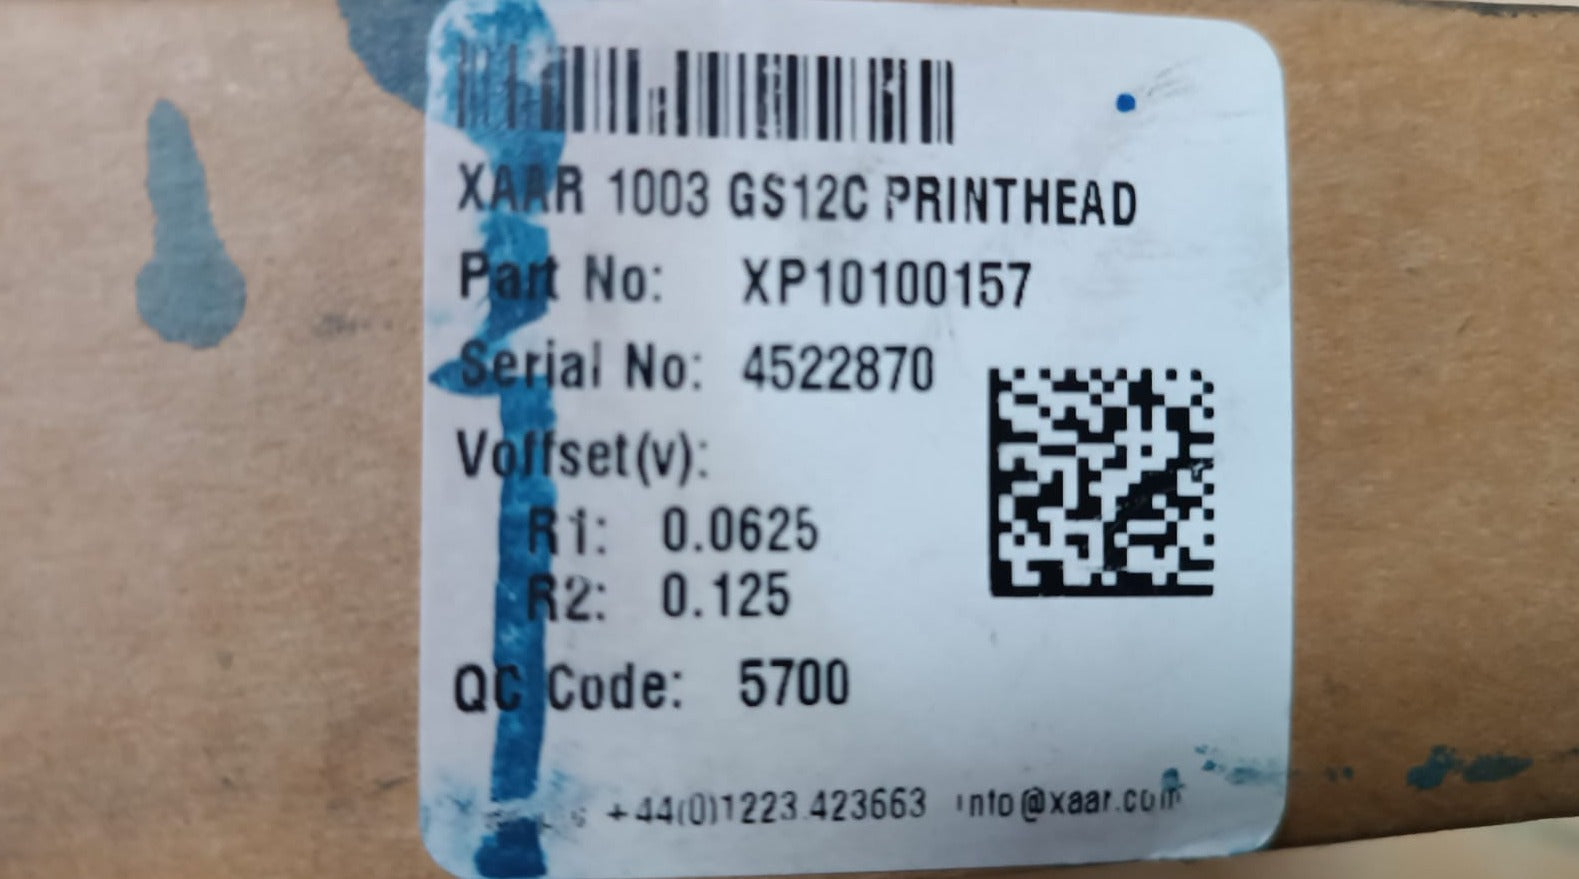 XAAR 1003 GS12C PRINTHEAD
Part No: XP10100157
Serial No: 4522870
Voffset(v):
R1: 0.0625
R2: 0.125
QC Code: 5700
+44(0)1223 423663 info@xaar.com